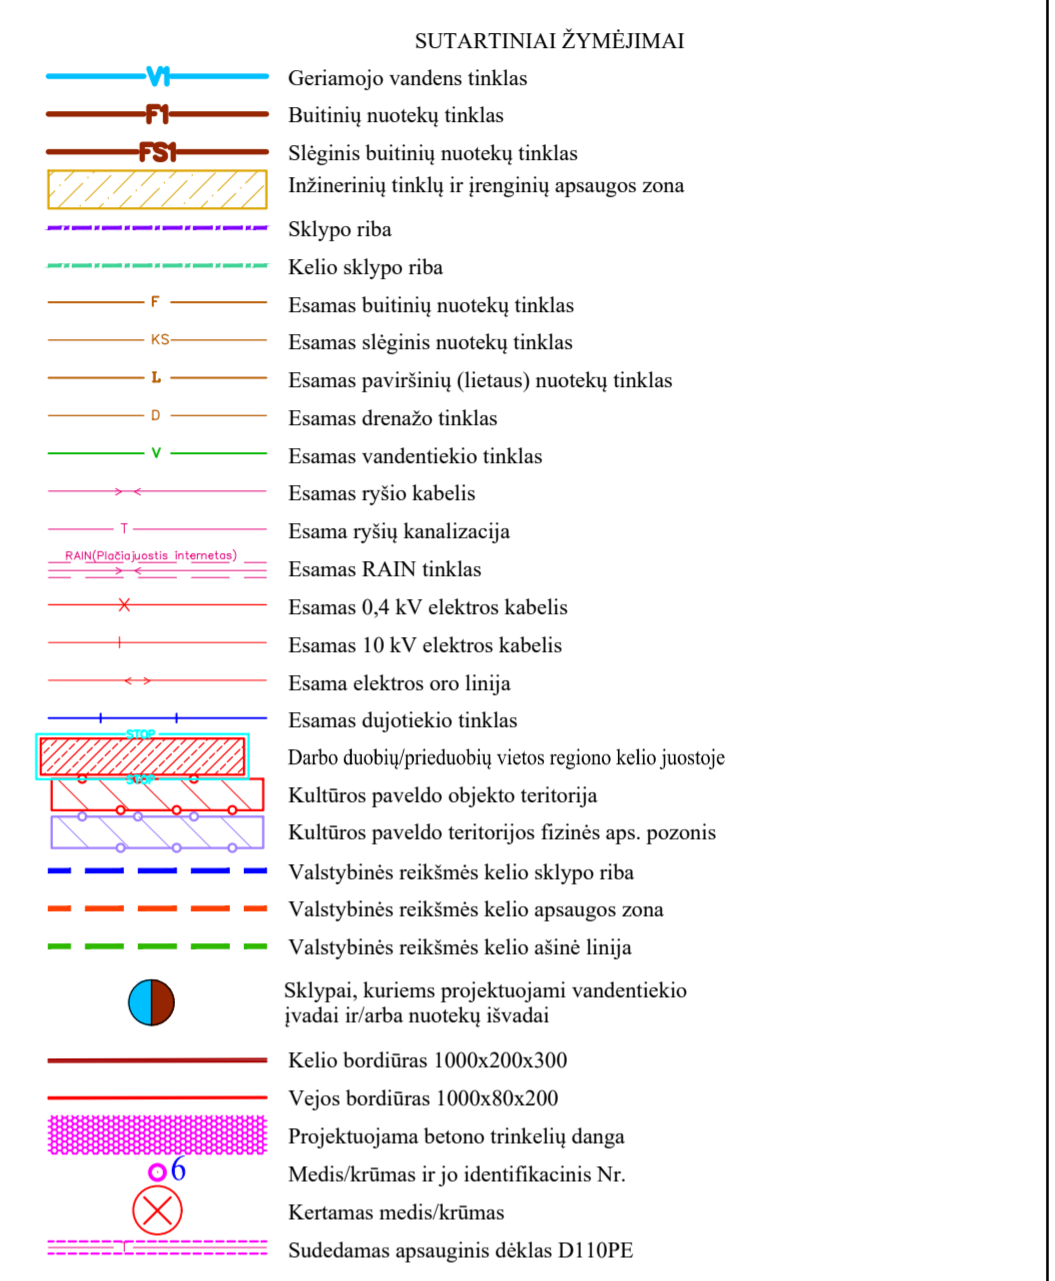 SUTARTINIAI ŽYMĖJIMAI
V1 Geriamojo vandens tinklas
F1 Buitinių nuotekų tinklas
FS1 Slėginis buitinių nuotekų tinklas
Inžinerinių tinklų ir įrenginių apsaugos zona
Sklypo riba
Kelio sklypo riba
F Esamas buitinių nuotekų tinklas
KS Esamas slėginis nuotekų tinklas
L Esamas paviršinių (lietaus) nuotekų tinklas
D Esamas drenažo tinklas
V Esamas vandentiekio tinklas
Esamas ryšio kabelis
T Esama ryšių kanalizacija
RAIN(Plačiajuostis internetas)
Esamas RAIN tinklas
Esamas 0,4 kV elektros kabelis
Esamas 10 kV elektros kabelis
Esama elektros oro linija
Esamas dujotiekio tinklas
STOP
Darbo duobių/prieduobių vietos regiono kelio juostoje
STOP
Kultūros paveldo objekto teritorija
Kultūros paveldo teritorijos fizinės aps. pozonis
Valstybinės reikšmės kelio sklypo riba
Valstybinės reikšmės kelio apsaugos zona
Valstybinės reikšmės kelio ašinė linija
Sklypai, kuriems projektuojami vandentiekio
įvadai ir/arba nuotekų išvadai
Kelio bordiūras 1000x200x300
Vejos bordiūras 1000x80x200
Projektuojama betono trinkelių danga
6 Medis/krūmas ir jo identifikacinis Nr.
Kertamas medis/krūmas
T Sudedamas apsauginis dėklas D110PE